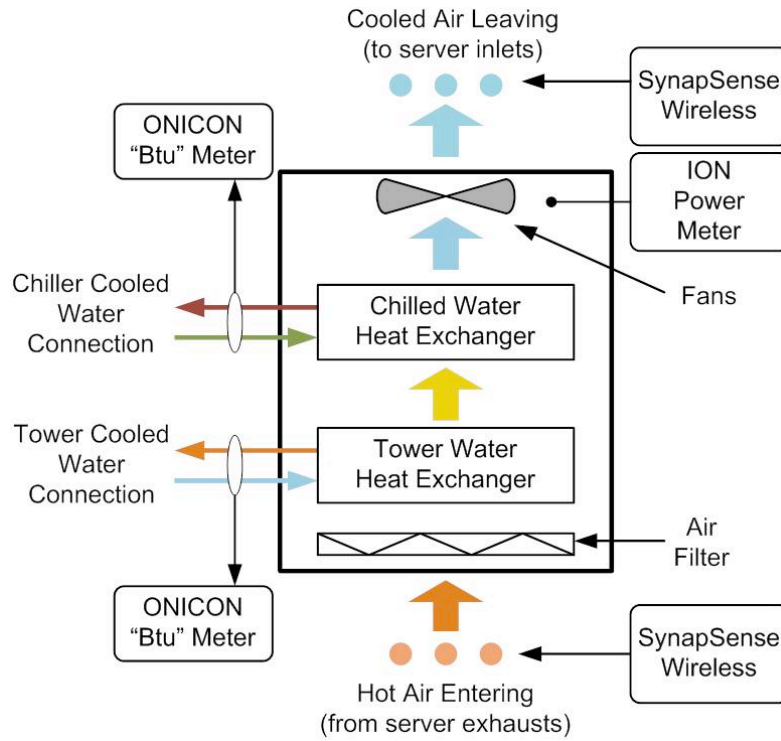 Cooled Air Leaving
(to server inlets)
SynapSense
Wireless
ONICON
“Btu” Meter
ION
Power
Meter
Fans
Chiller Cooled
Water
Connection
Chilled Water
Heat Exchanger
Tower Cooled
Water
Connection
Tower Water
Heat Exchanger
Air
Filter
ONICON
“Btu” Meter
SynapSense
Wireless
Hot Air Entering
(from server exhausts)